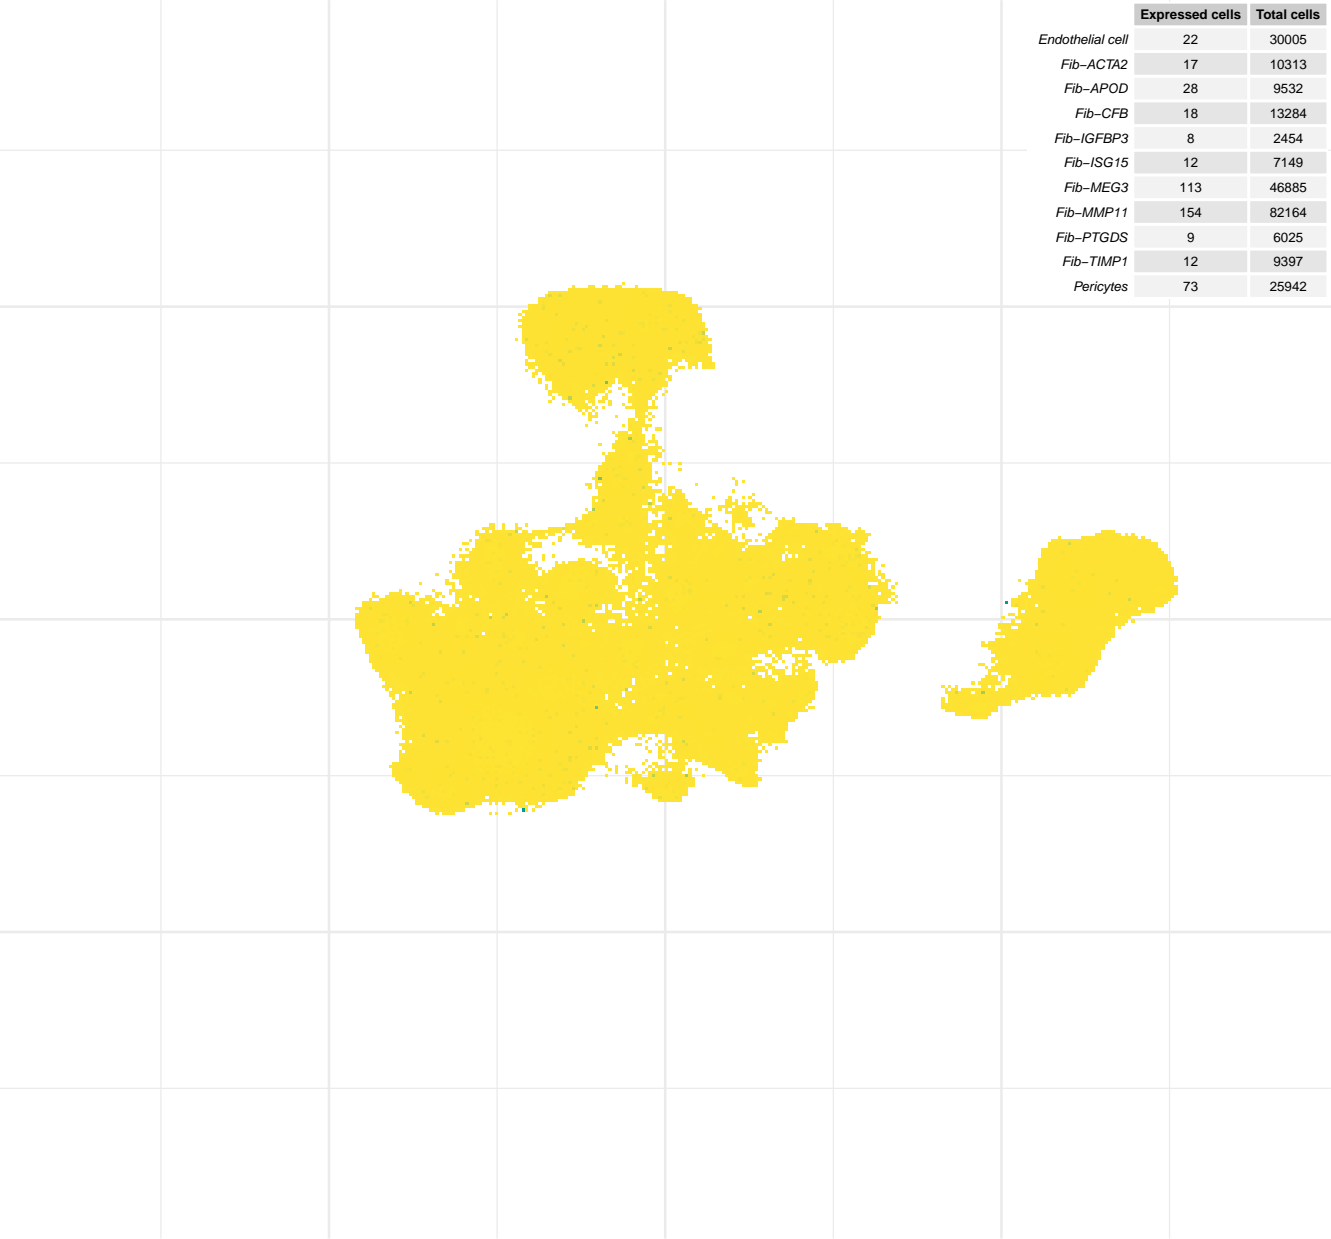 Expressed cells Total cells
Endothelial cell 22 30005
Fib−ACTA2 17 10313
Fib−APOD 28 9532
Fib−CFB 18 13284
Fib−IGFBP3 8 2454
Fib−ISG15 12 7149
Fib−MEG3 113 46885
Fib−MMP11 154 82164
Fib−PTGDS 9 6025
Fib−TIMP1 12 9397
Pericytes 73 25942